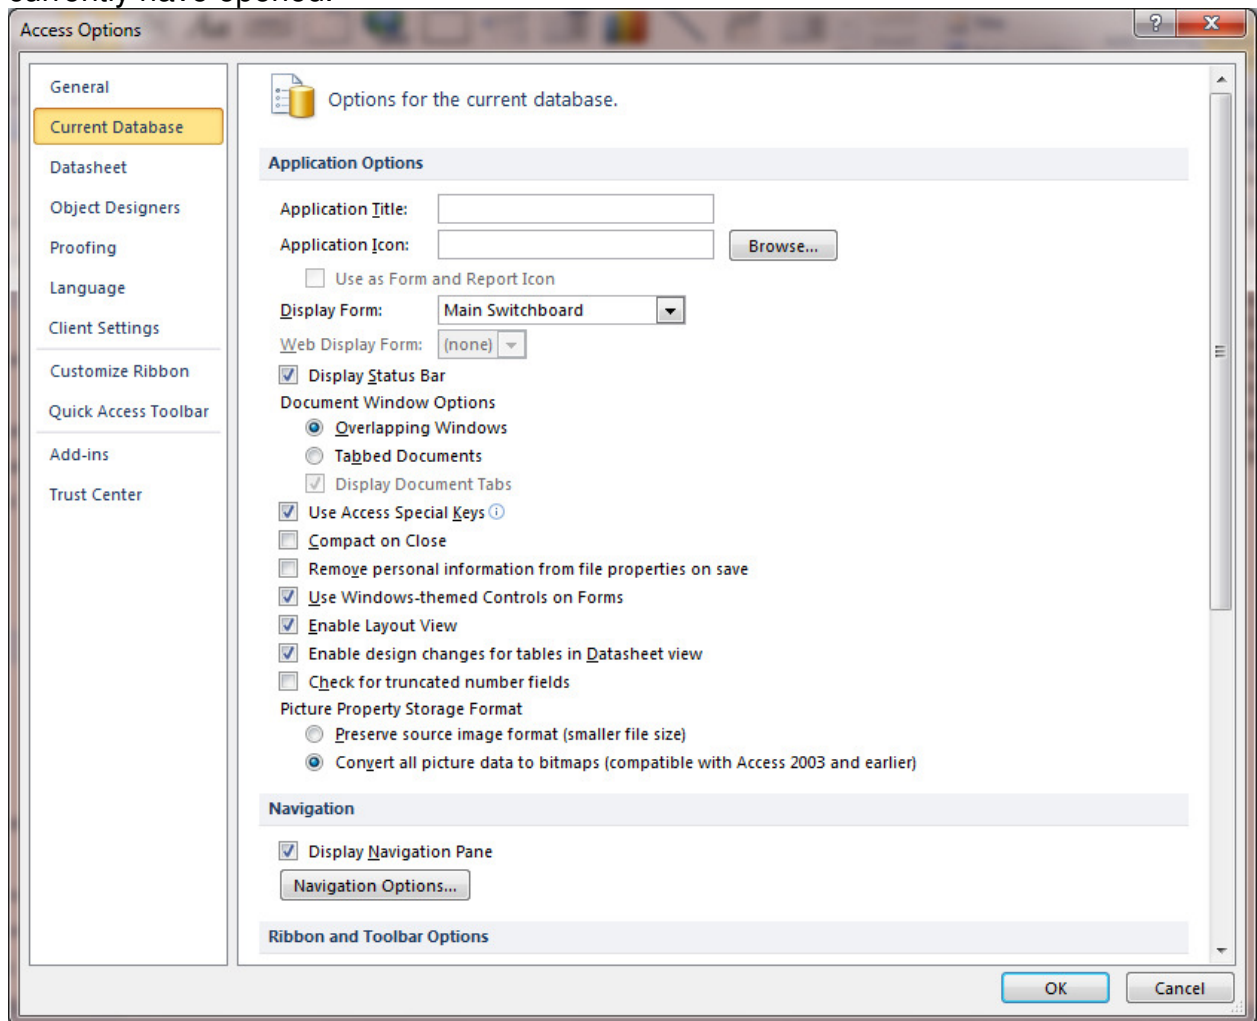 currently have opened.
Access Options
?
X
General
Current Database
Datasheet
Object Designers
Proofing
Language
Client Settings
Customize Ribbon
Quick Access Toolbar
Add-ins
Trust Center
Options for the current database.
Application Options
Application Title:
Application Icon:
Browse...
Use as Form and Report Icon
Display Form: Main Switchboard
Web Display Form: (none)
Display Status Bar
Document Window Options
Overlapping Windows
Tabbed Documents
Display Document Tabs
Use Access Special Keys
Compact on Close
Remove personal information from file properties on save
Use Windows-themed Controls on Forms
Enable Layout View
Enable design changes for tables in Datasheet view
Check for truncated number fields
Picture Property Storage Format
Preserve source image format (smaller file size)
Convert all picture data to bitmaps (compatible with Access 2003 and earlier)
Navigation
Display Navigation Pane
Navigation Options...
Ribbon and Toolbar Options
OK
Cancel